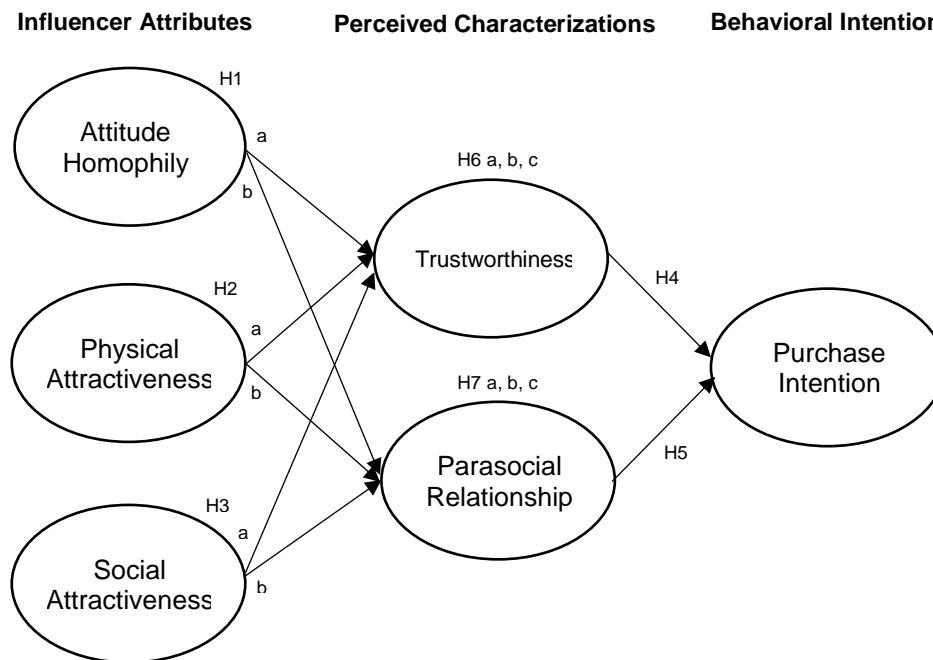 Influencer Attributes
Perceived Characterizations
Behavioral Intention
H1
Attitude
Homophily
a
b
H6 a, b, c
Trustworthiness
H2
Physical
Attractiveness
a
b
H4
Purchase
Intention
H7 a, b, c
Parasocial
Relationship
H5
H3
Social
Attractiveness
a
b